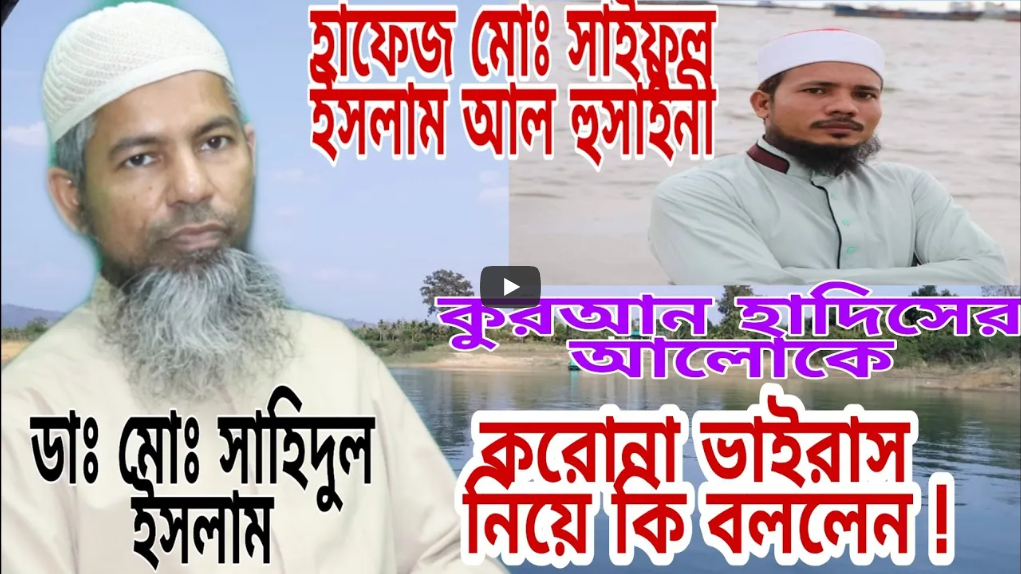 হাফেজ মোঃ সাইফুল
ইসলাম আল হুসাইনী
কুরআন হাদিসের
আলোকে
ডাঃ মোঃ সাহিদুল
ইসলাম
করোনা ভাইরাস
নিয়ে কি বললেন !